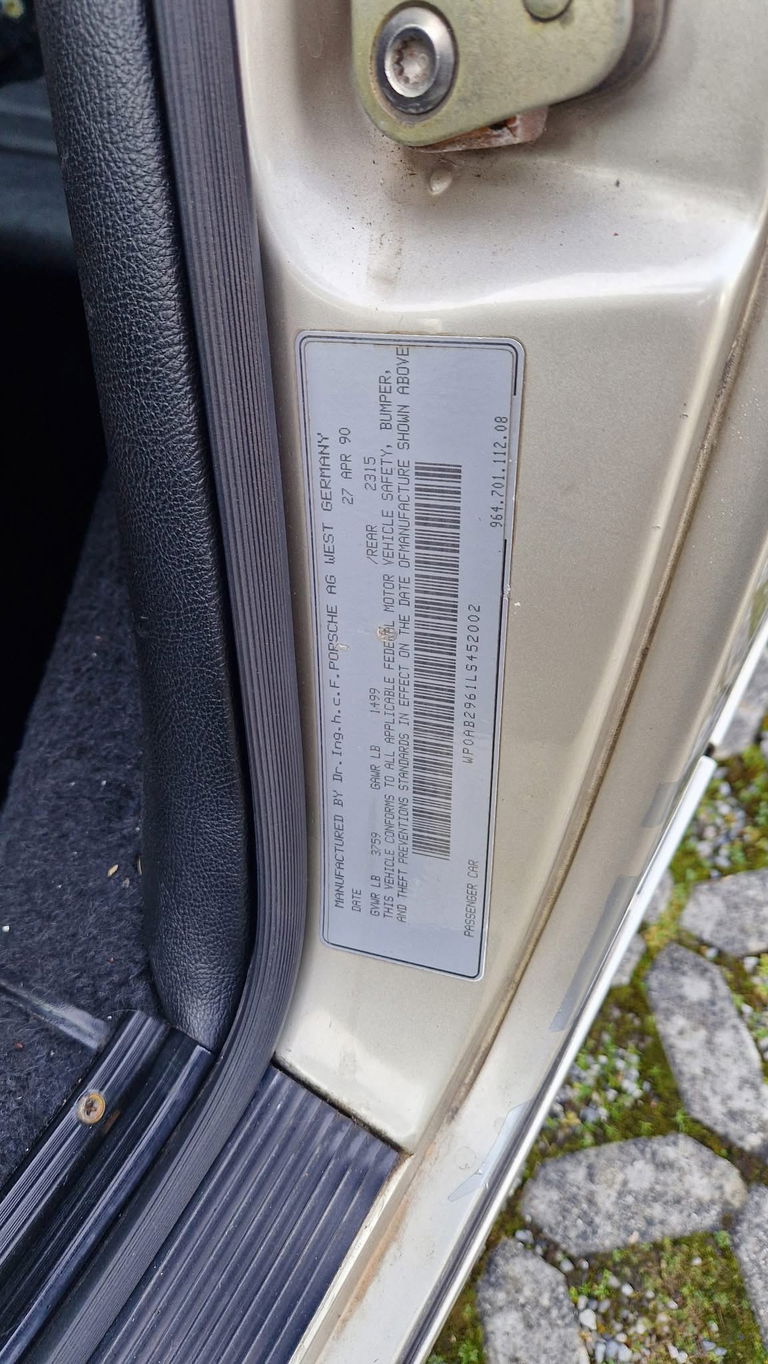 MANUFACTURED BY Dr.Ing.h.c.F.PORSCHE AG WEST GERMANY
DATE 27 APR 90
GVWR LB 3759 GAWR LB 1499 /REAR 2315
THIS VEHICLE CONFORMS TO ALL APPLICABLE FEDERAL MOTOR VEHICLE SAFETY, BUMPER,
AND THEFT PREVENTIONS STANDARDS IN EFFECT ON THE DATE OFMANUFACTURE SHOWN ABOVE
WP0AB2961LS452002
PASSENGER CAR 964.701.112.08